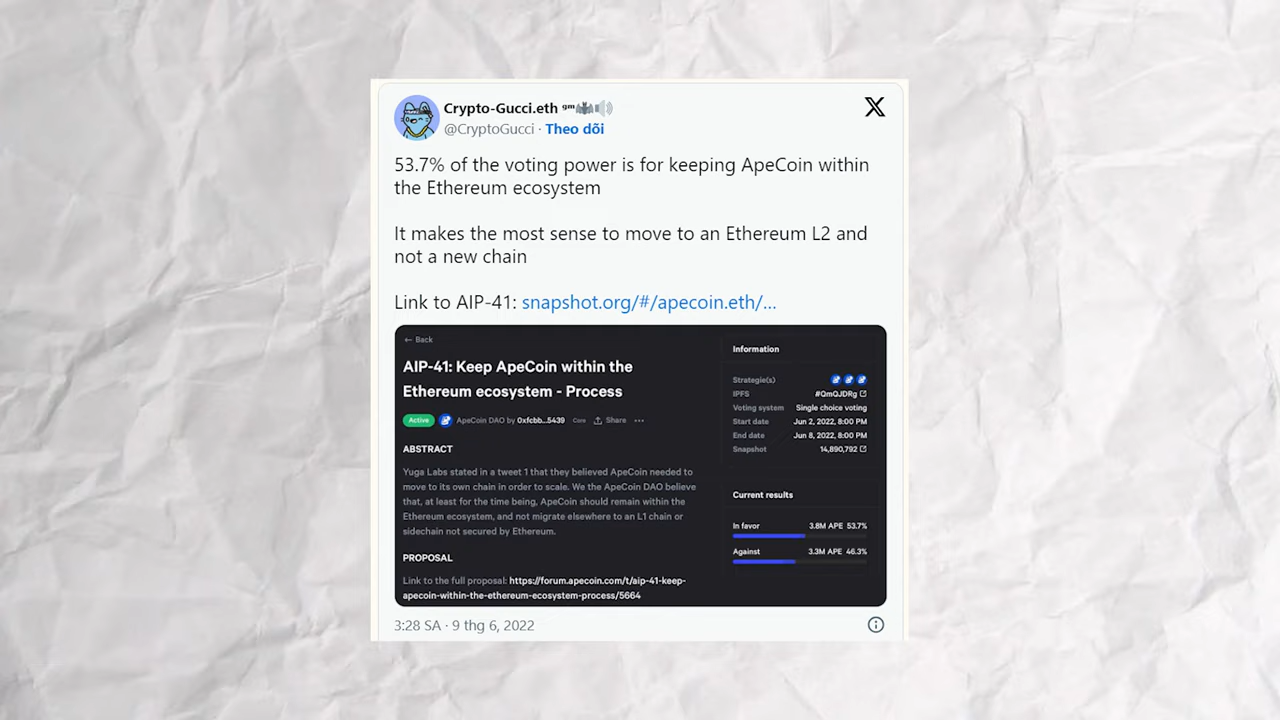 Crypto-Gucci.eth ᵍᵐ🦇🔊
@CryptoGucci · Theo dõi
53.7% of the voting power is for keeping ApeCoin within
the Ethereum ecosystem
It makes the most sense to move to an Ethereum L2 and
not a new chain
Link to AIP-41: snapshot.org/#/apecoin.eth/...
← Back
AIP-41: Keep ApeCoin within the
Ethereum ecosystem - Process
Active ApeCoin DAO by 0xfcbb...5439 Core Share ...
ABSTRACT
Yuga Labs stated in a tweet 1 that they believed ApeCoin needed to
move to its own chain in order to scale. We the ApeCoin DAO believe
that, at least for the time being, ApeCoin should remain within the
Ethereum ecosystem, and not migrate elsewhere to an L1 chain or
sidechain not secured by Ethereum.
PROPOSAL
Link to the full proposal: https://forum.apecoin.com/t/aip-41-keep-
apecoin-within-the-ethereum-ecosystem-process/5664
Information
Strategie(s)
IPFS #QmQJDRg
Voting system Single choice voting
Start date Jun 2, 2022, 8:00 PM
End date Jun 8, 2022, 8:00 PM
Snapshot 14,890,792
Current results
In favor 3.8M APE 53.7%
Against 3.3M APE 46.3%
3:28 SA · 9 thg 6, 2022